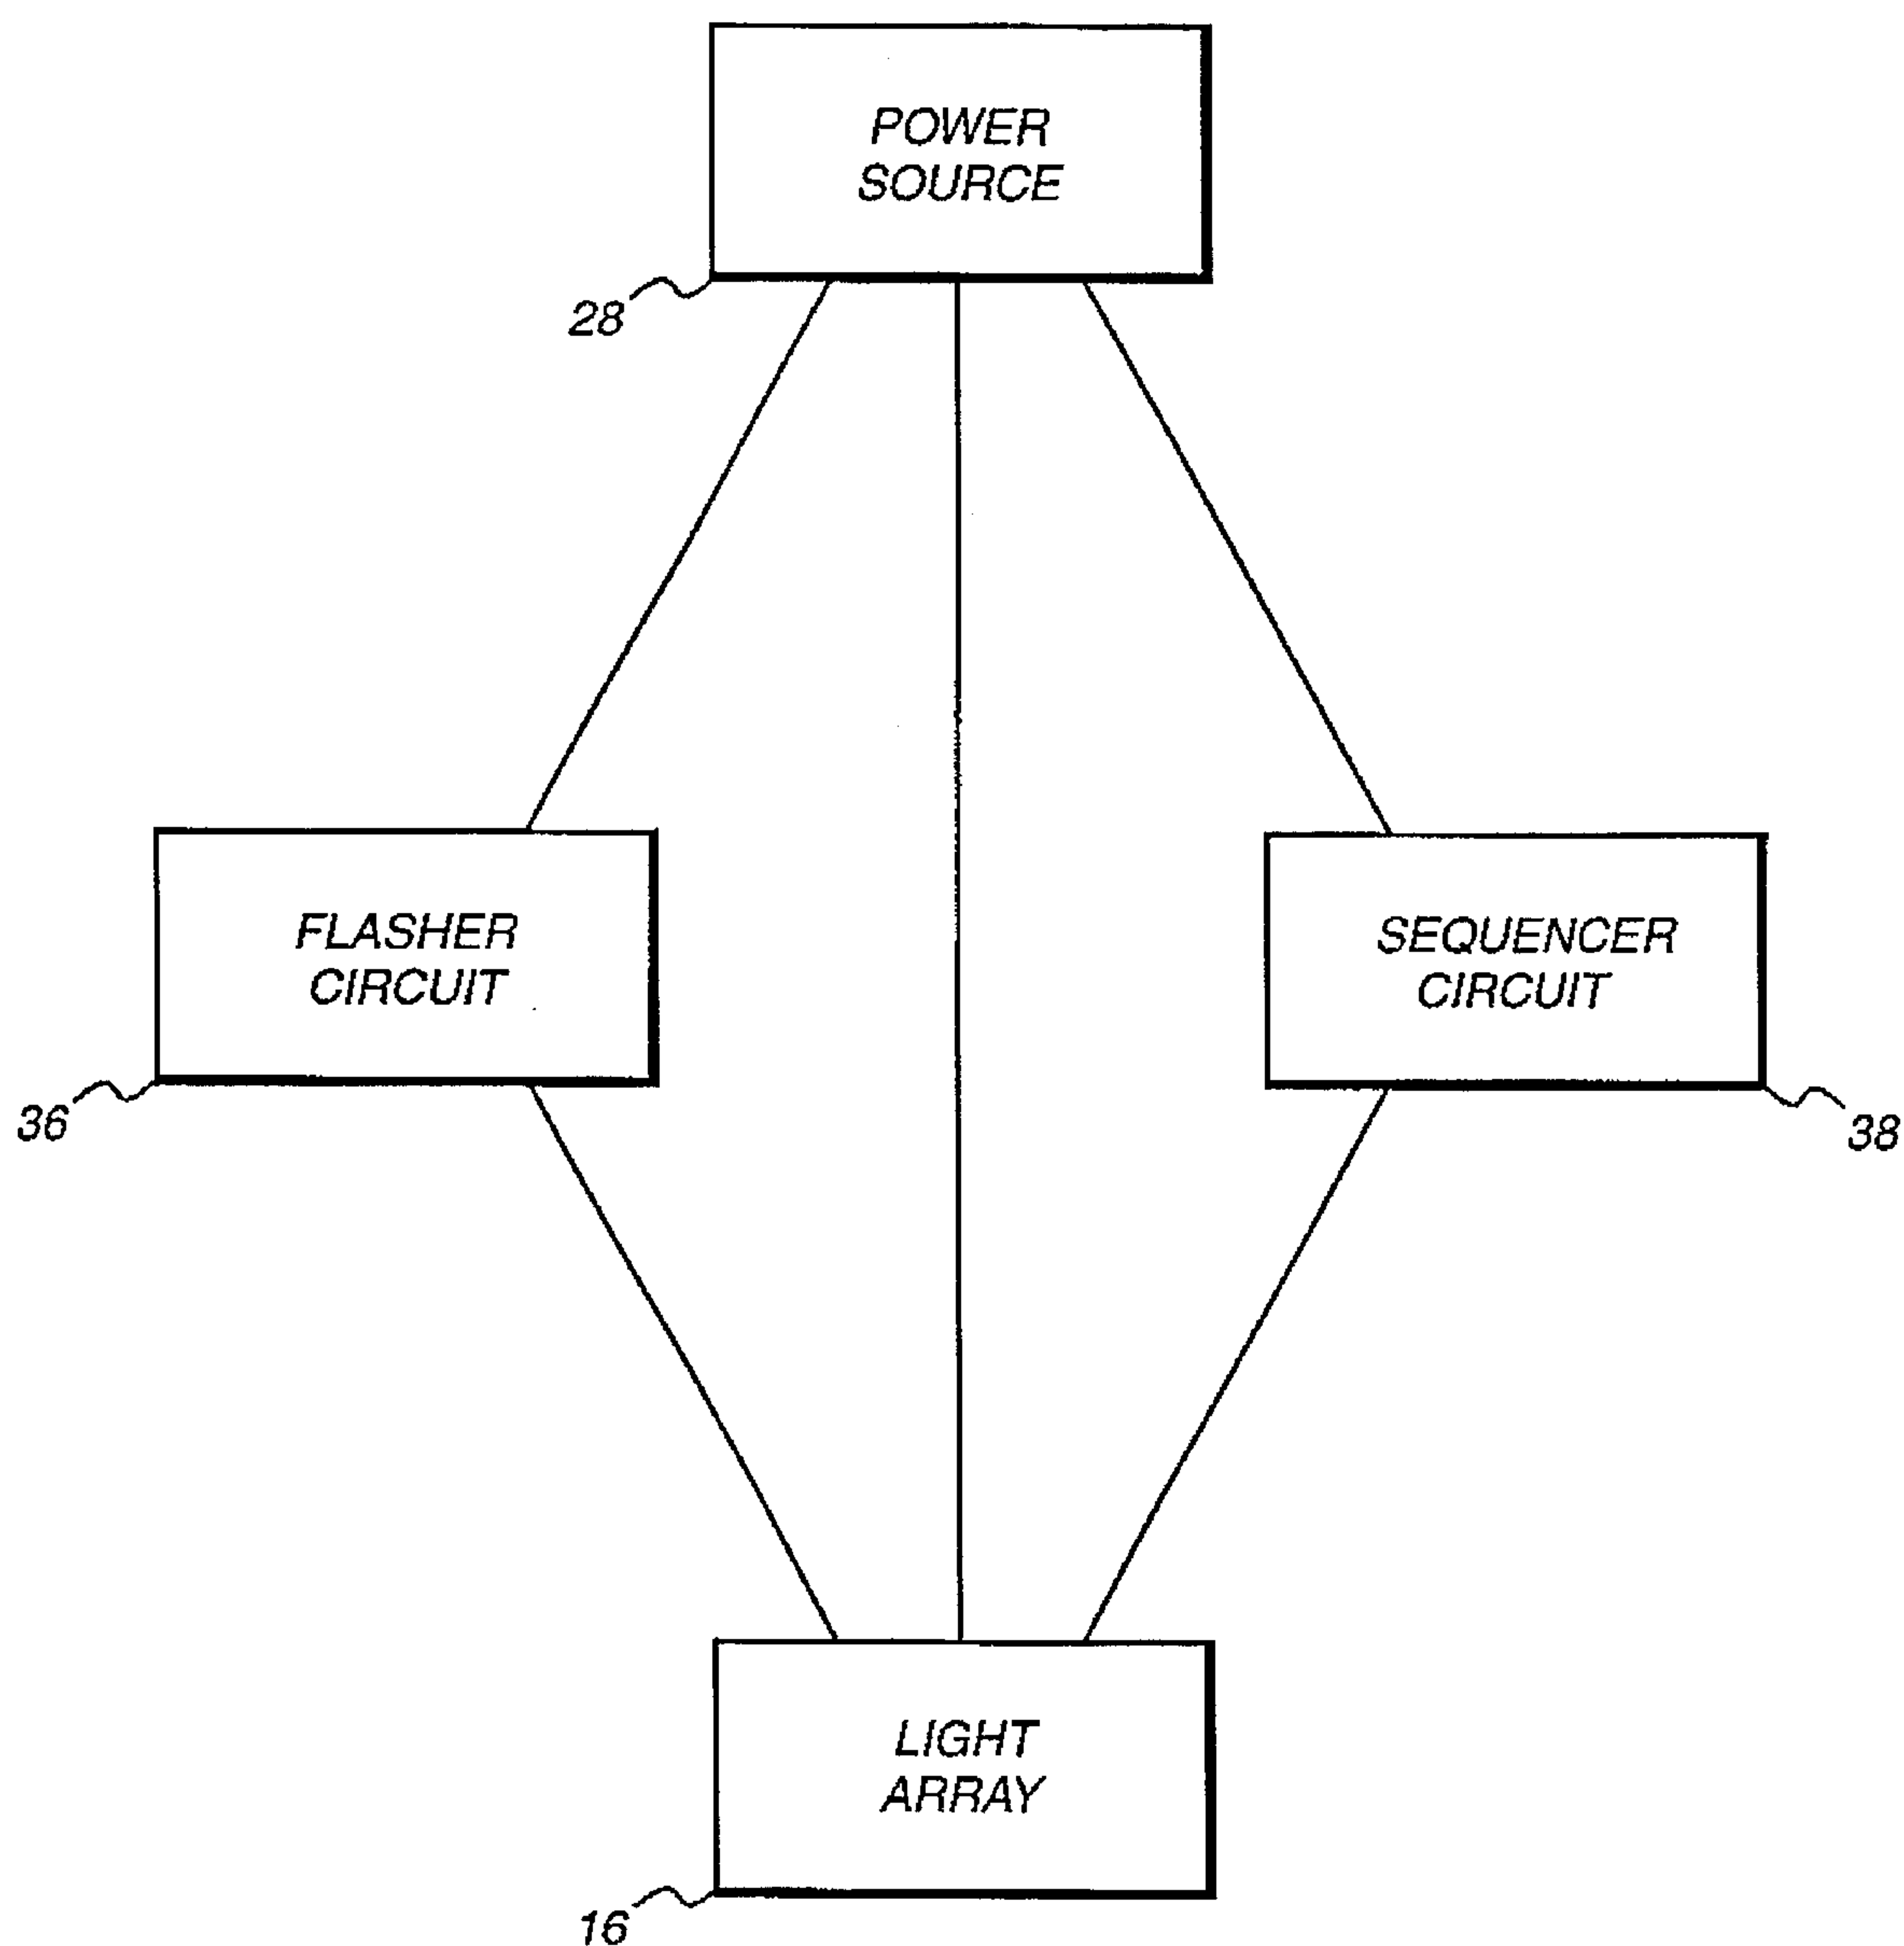 POWER
SOURCE
28
FLASHER
CIRCUIT
36
SEQUENCER
CIRCUIT
38
LIGHT
ARRAY
16